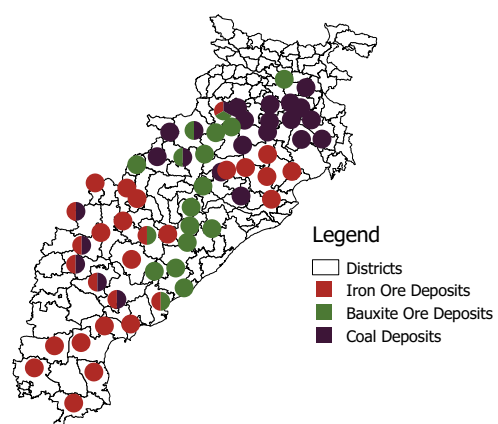 Legend
Districts
Iron Ore Deposits
Bauxite Ore Deposits
Coal Deposits